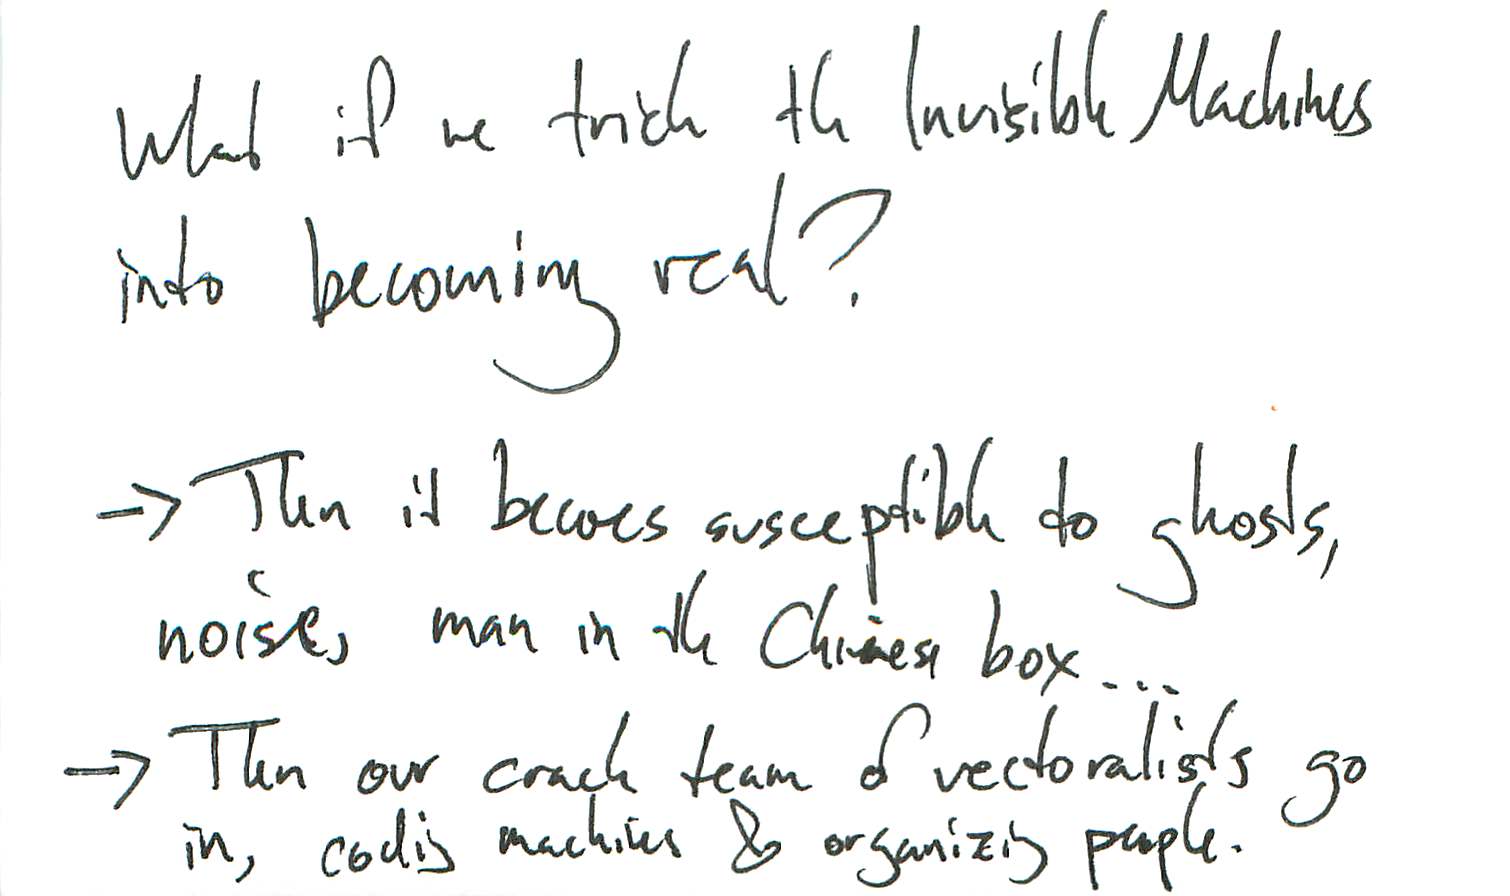 What if we trick the Invisible Machines
into becoming real?
→ Then it becomes susceptible to ghosts,
noise, man in the Chinese box...
→ Then our crack team of vectoralists go
in, coding machines & organizing people.